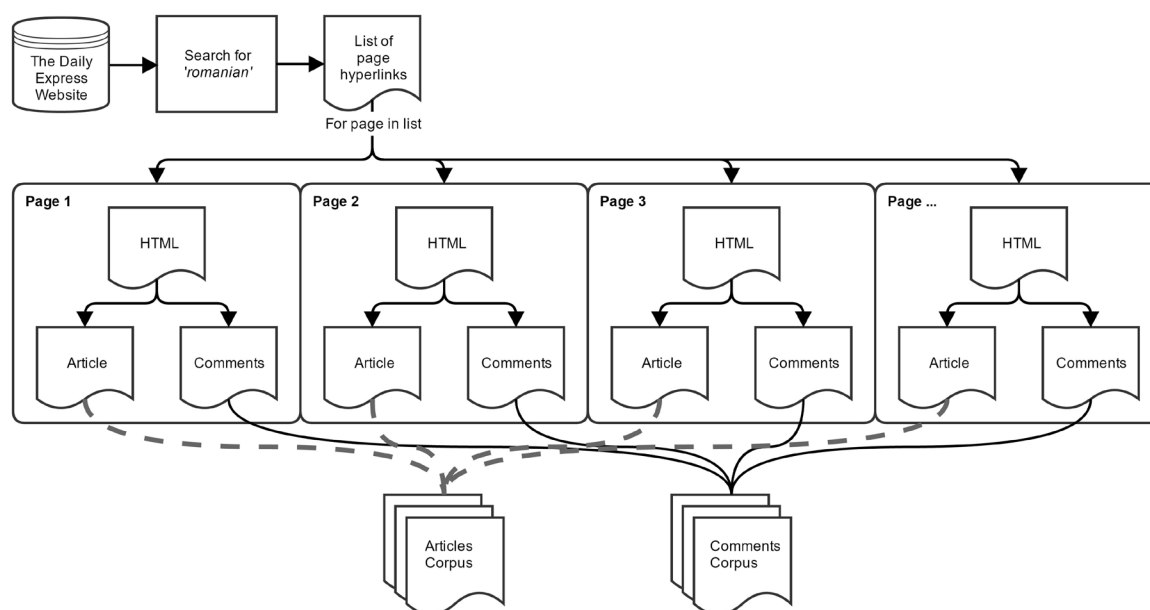 The Daily
Express
Website
Search for
'romanian'
List of
page
hyperlinks
For page in list
Page 1
HTML
Article
Comments
Page 2
HTML
Article
Comments
Page 3
HTML
Article
Comments
Page ...
HTML
Article
Comments
Articles
Corpus
Comments
Corpus